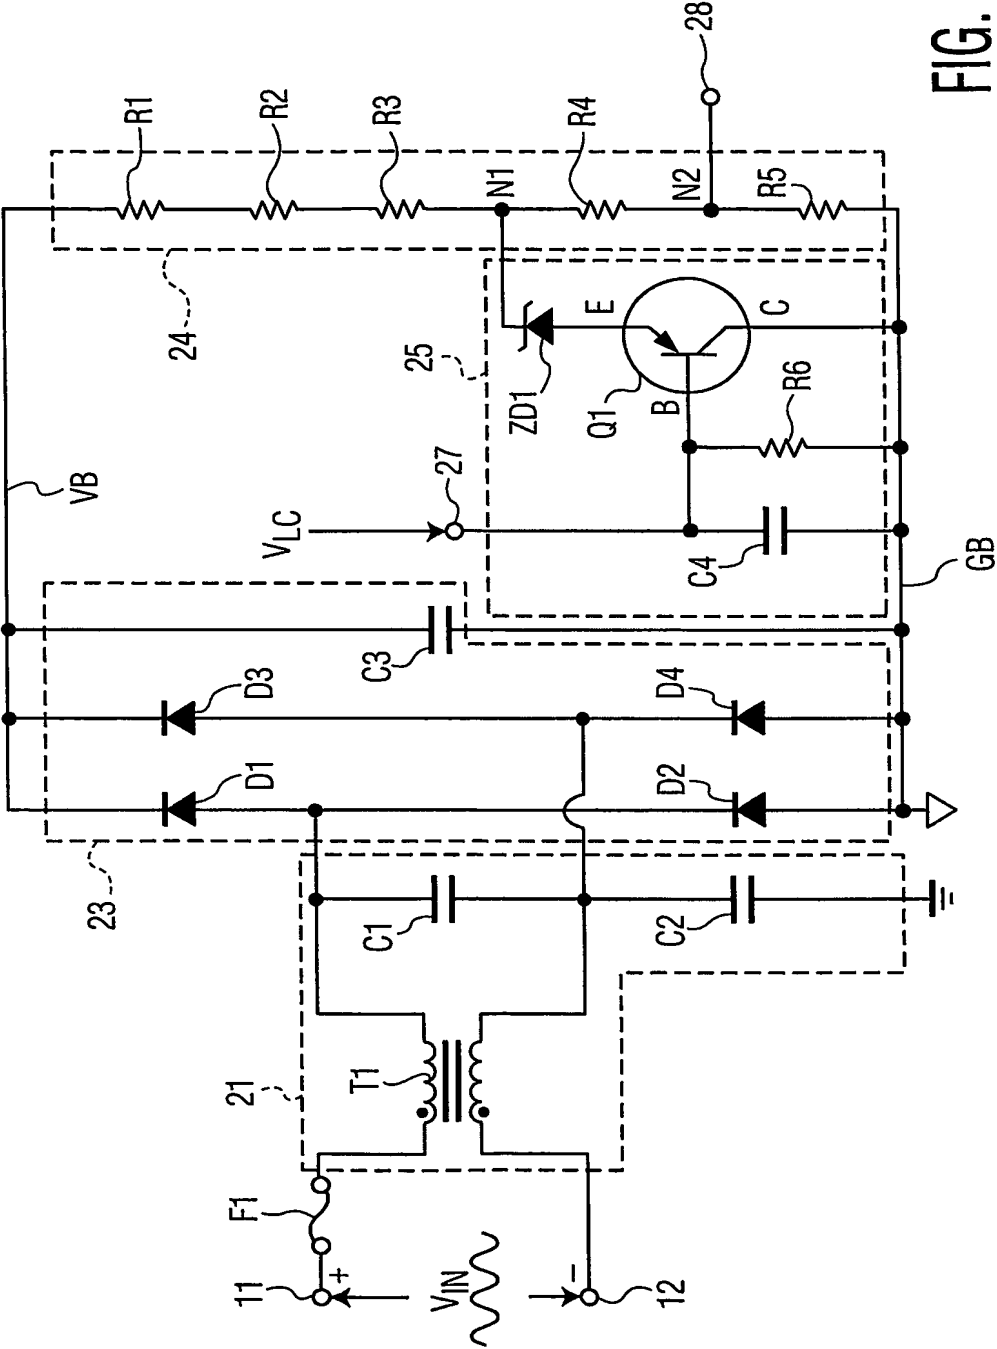 28
FIG.
R1
R2
R3
R4
N1
N2
R5
24
25
ZD1
E
C
Q1
B
R6
VB
27
VLC
C4
GB
C3
D3
D4
D1
D2
23
C1
C2
21
T1
F1
11
+
VIN
−
12